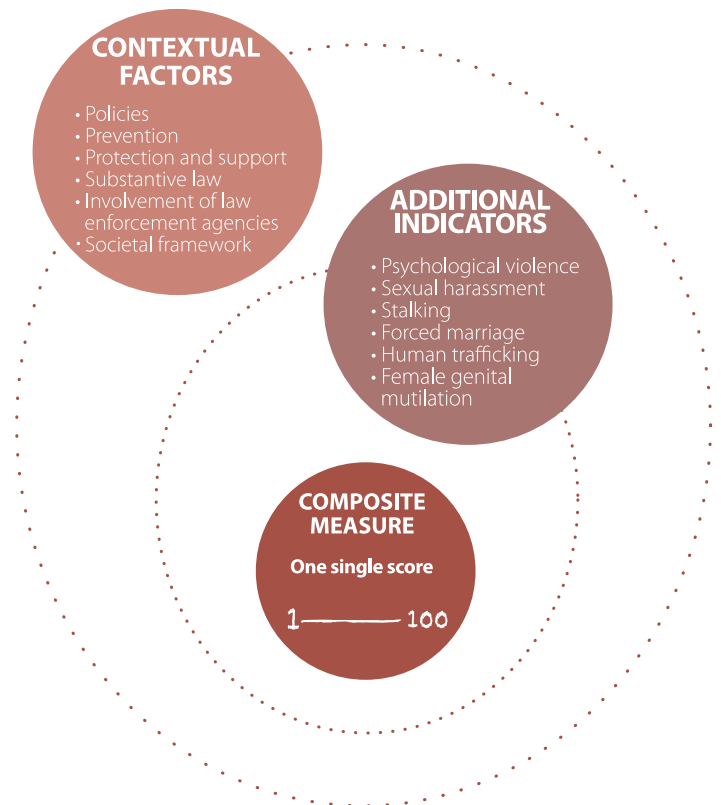 CONTEXTUAL
FACTORS
• Policies
• Prevention
• Protection and support
• Substantive law
• Involvement of law
enforcement agencies
• Societal framework
ADDITIONAL
INDICATORS
• Psychological violence
• Sexual harassment
• Stalking
• Forced marriage
• Human trafficking
• Female genital
mutilation
COMPOSITE
MEASURE
One single score
1 100